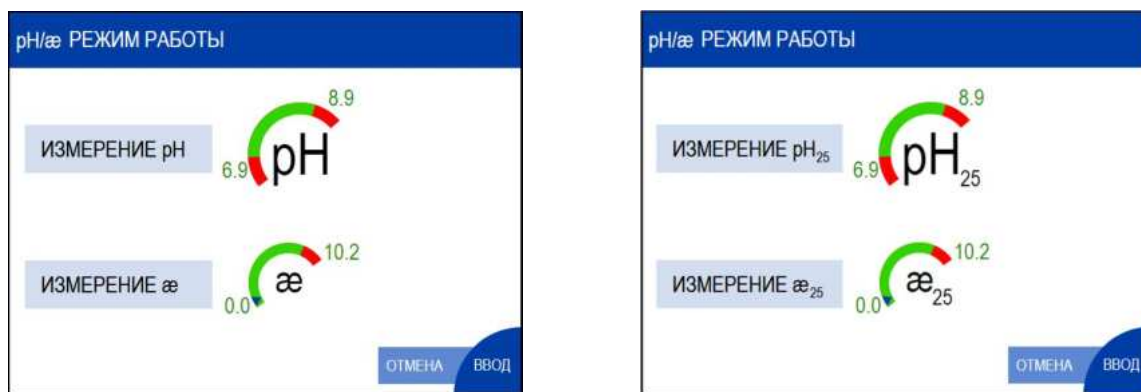 pH/æ РЕЖИМ РАБОТЫ
8.9
ИЗМЕРЕНИЕ pH
6.9
pH
10.2
ИЗМЕРЕНИЕ æ
æ
0.0
ОТМЕНА
ВВОД
pH/æ РЕЖИМ РАБОТЫ
8.9
ИЗМЕРЕНИЕ pH₂₅
6.9
pH₂₅
10.2
ИЗМЕРЕНИЕ æ₂₅
æ₂₅
0.0
ОТМЕНА
ВВОД